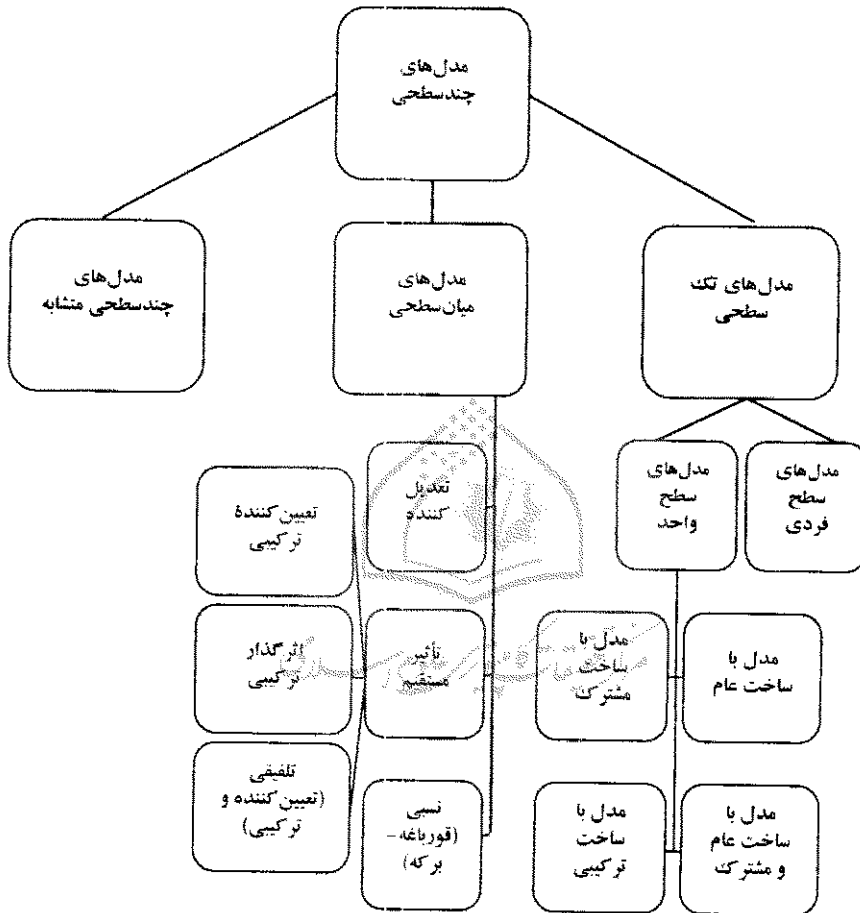 مدل‌های
چندسطحی
مدل‌های تک
سطحی
مدل‌های
میان‌سطحی
مدل‌های
چندسطحی متشابه
مدل‌های
سطح
فردی
مدل‌های
سطح
واحد
تعدیل
کننده
تعیین‌کنندۀ
ترکیبی
مدل با
ساخت عام
مدل با
ساخت
مشترک
تأثیر
مستقیم
اثرگذار
ترکیبی
مدل با
ساخت عام
و مشترک
مدل با
ساخت
ترکیبی
نسبی
(قورباغه-
برکه)
تلفیقی
(تعیین‌کننده و
ترکیبی)